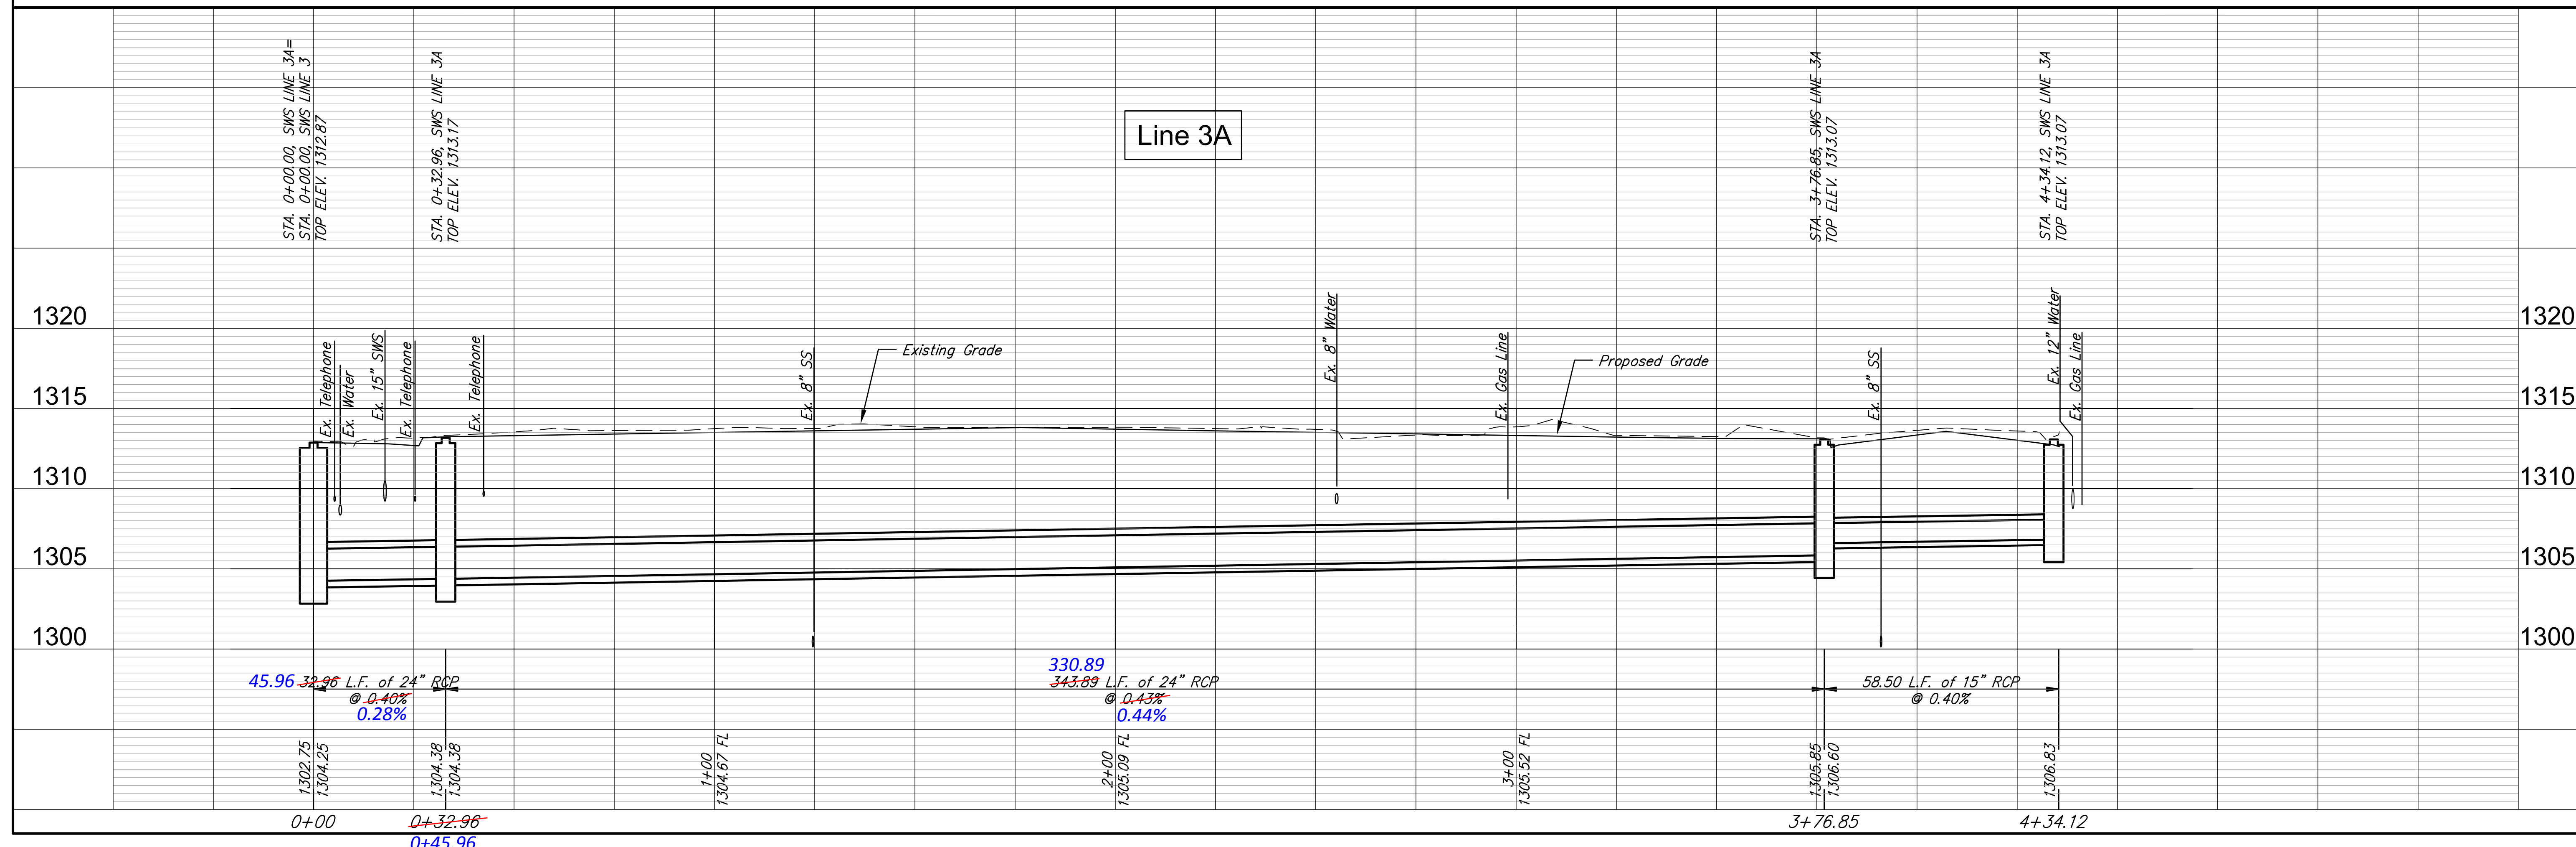 STA. 0+00.00, SWS LINE 3A=
STA. 0+00.00, SWS LINE 3
TOP ELEV. 1312.87
STA. 0+32.96, SWS LINE 3A
TOP ELEV. 1313.17
Line 3A
STA. 3+76.85, SWS LINE 3A
TOP ELEV. 1313.07
STA. 4+34.12, SWS LINE 3A
TOP ELEV. 1313.07
1320
1320
1315
1315
1310
1310
1305
1305
1300
1300
Ex. Telephone
Ex. Water
Ex. 15" SWS
Ex. Telephone
Ex. Telephone
Ex. 8" SS
Existing Grade
Ex. 8" Water
Ex. Gas Line
Proposed Grade
Ex. 8" SS
Ex. 12" Water
Ex. Gas Line
45.96 32.96 L.F. of 24" RCP
@ 0.40%
0.28%
330.89
343.89 L.F. of 24" RCP
@ 0.43%
0.44%
58.50 L.F. of 15" RCP
@ 0.40%
1302.75
1304.25
1304.38
1304.38
1+00
1304.67 FL
2+00
1305.09 FL
3+00
1305.52 FL
1305.85
1306.60
1306.83
0+00
0+32.96
0+45.96
3+76.85
4+34.12